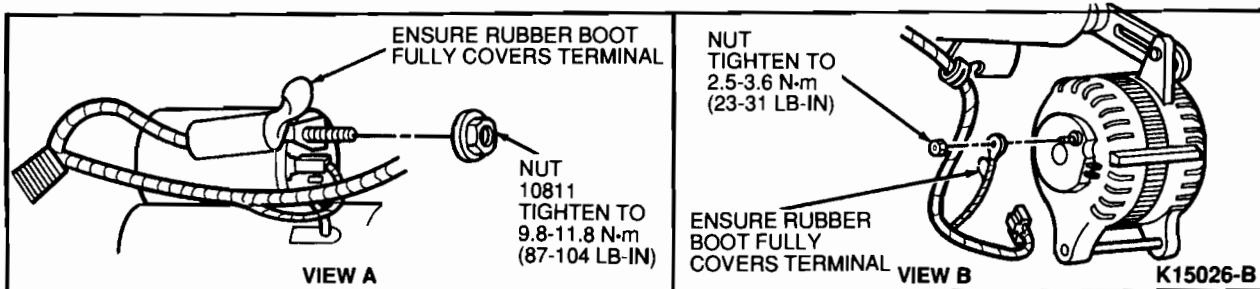 ENSURE RUBBER BOOT
FULLY COVERS TERMINAL
NUT
10811
TIGHTEN TO
9.8-11.8 N•m
(87-104 LB-IN)
VIEW A
NUT
TIGHTEN TO
2.5-3.6 N•m
(23-31 LB-IN)
ENSURE RUBBER
BOOT FULLY
COVERS TERMINAL
VIEW B
K15026-B